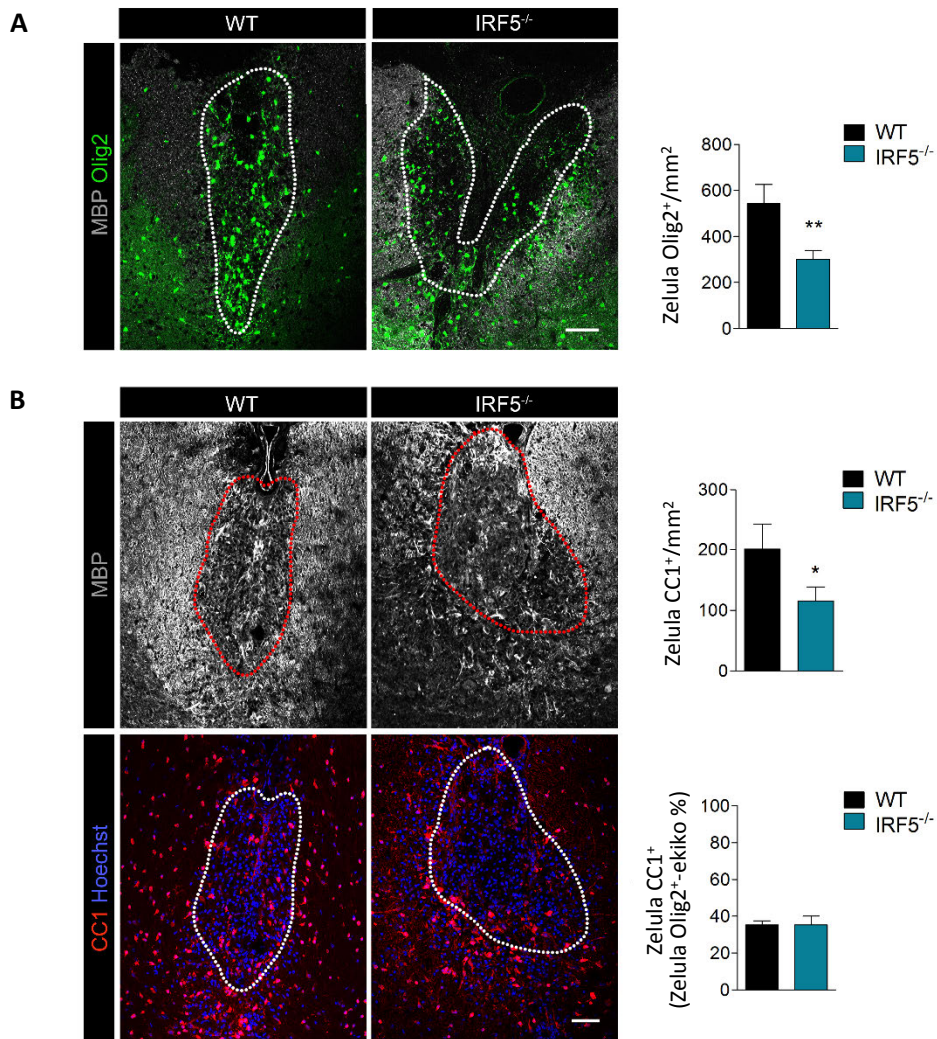 A
WT
IRF5-/-
MBP Olig2
Zelula Olig2+/mm2
800
600
400
200
0
**
WT
IRF5-/-
B
WT
IRF5-/-
MBP
Zelula CC1+/mm2
300
200
100
0
*
WT
IRF5-/-
CC1 Hoechst
Zelula CC1+
(Zelula Olig2+-ekiko %)
100
80
60
40
20
0
WT
IRF5-/-